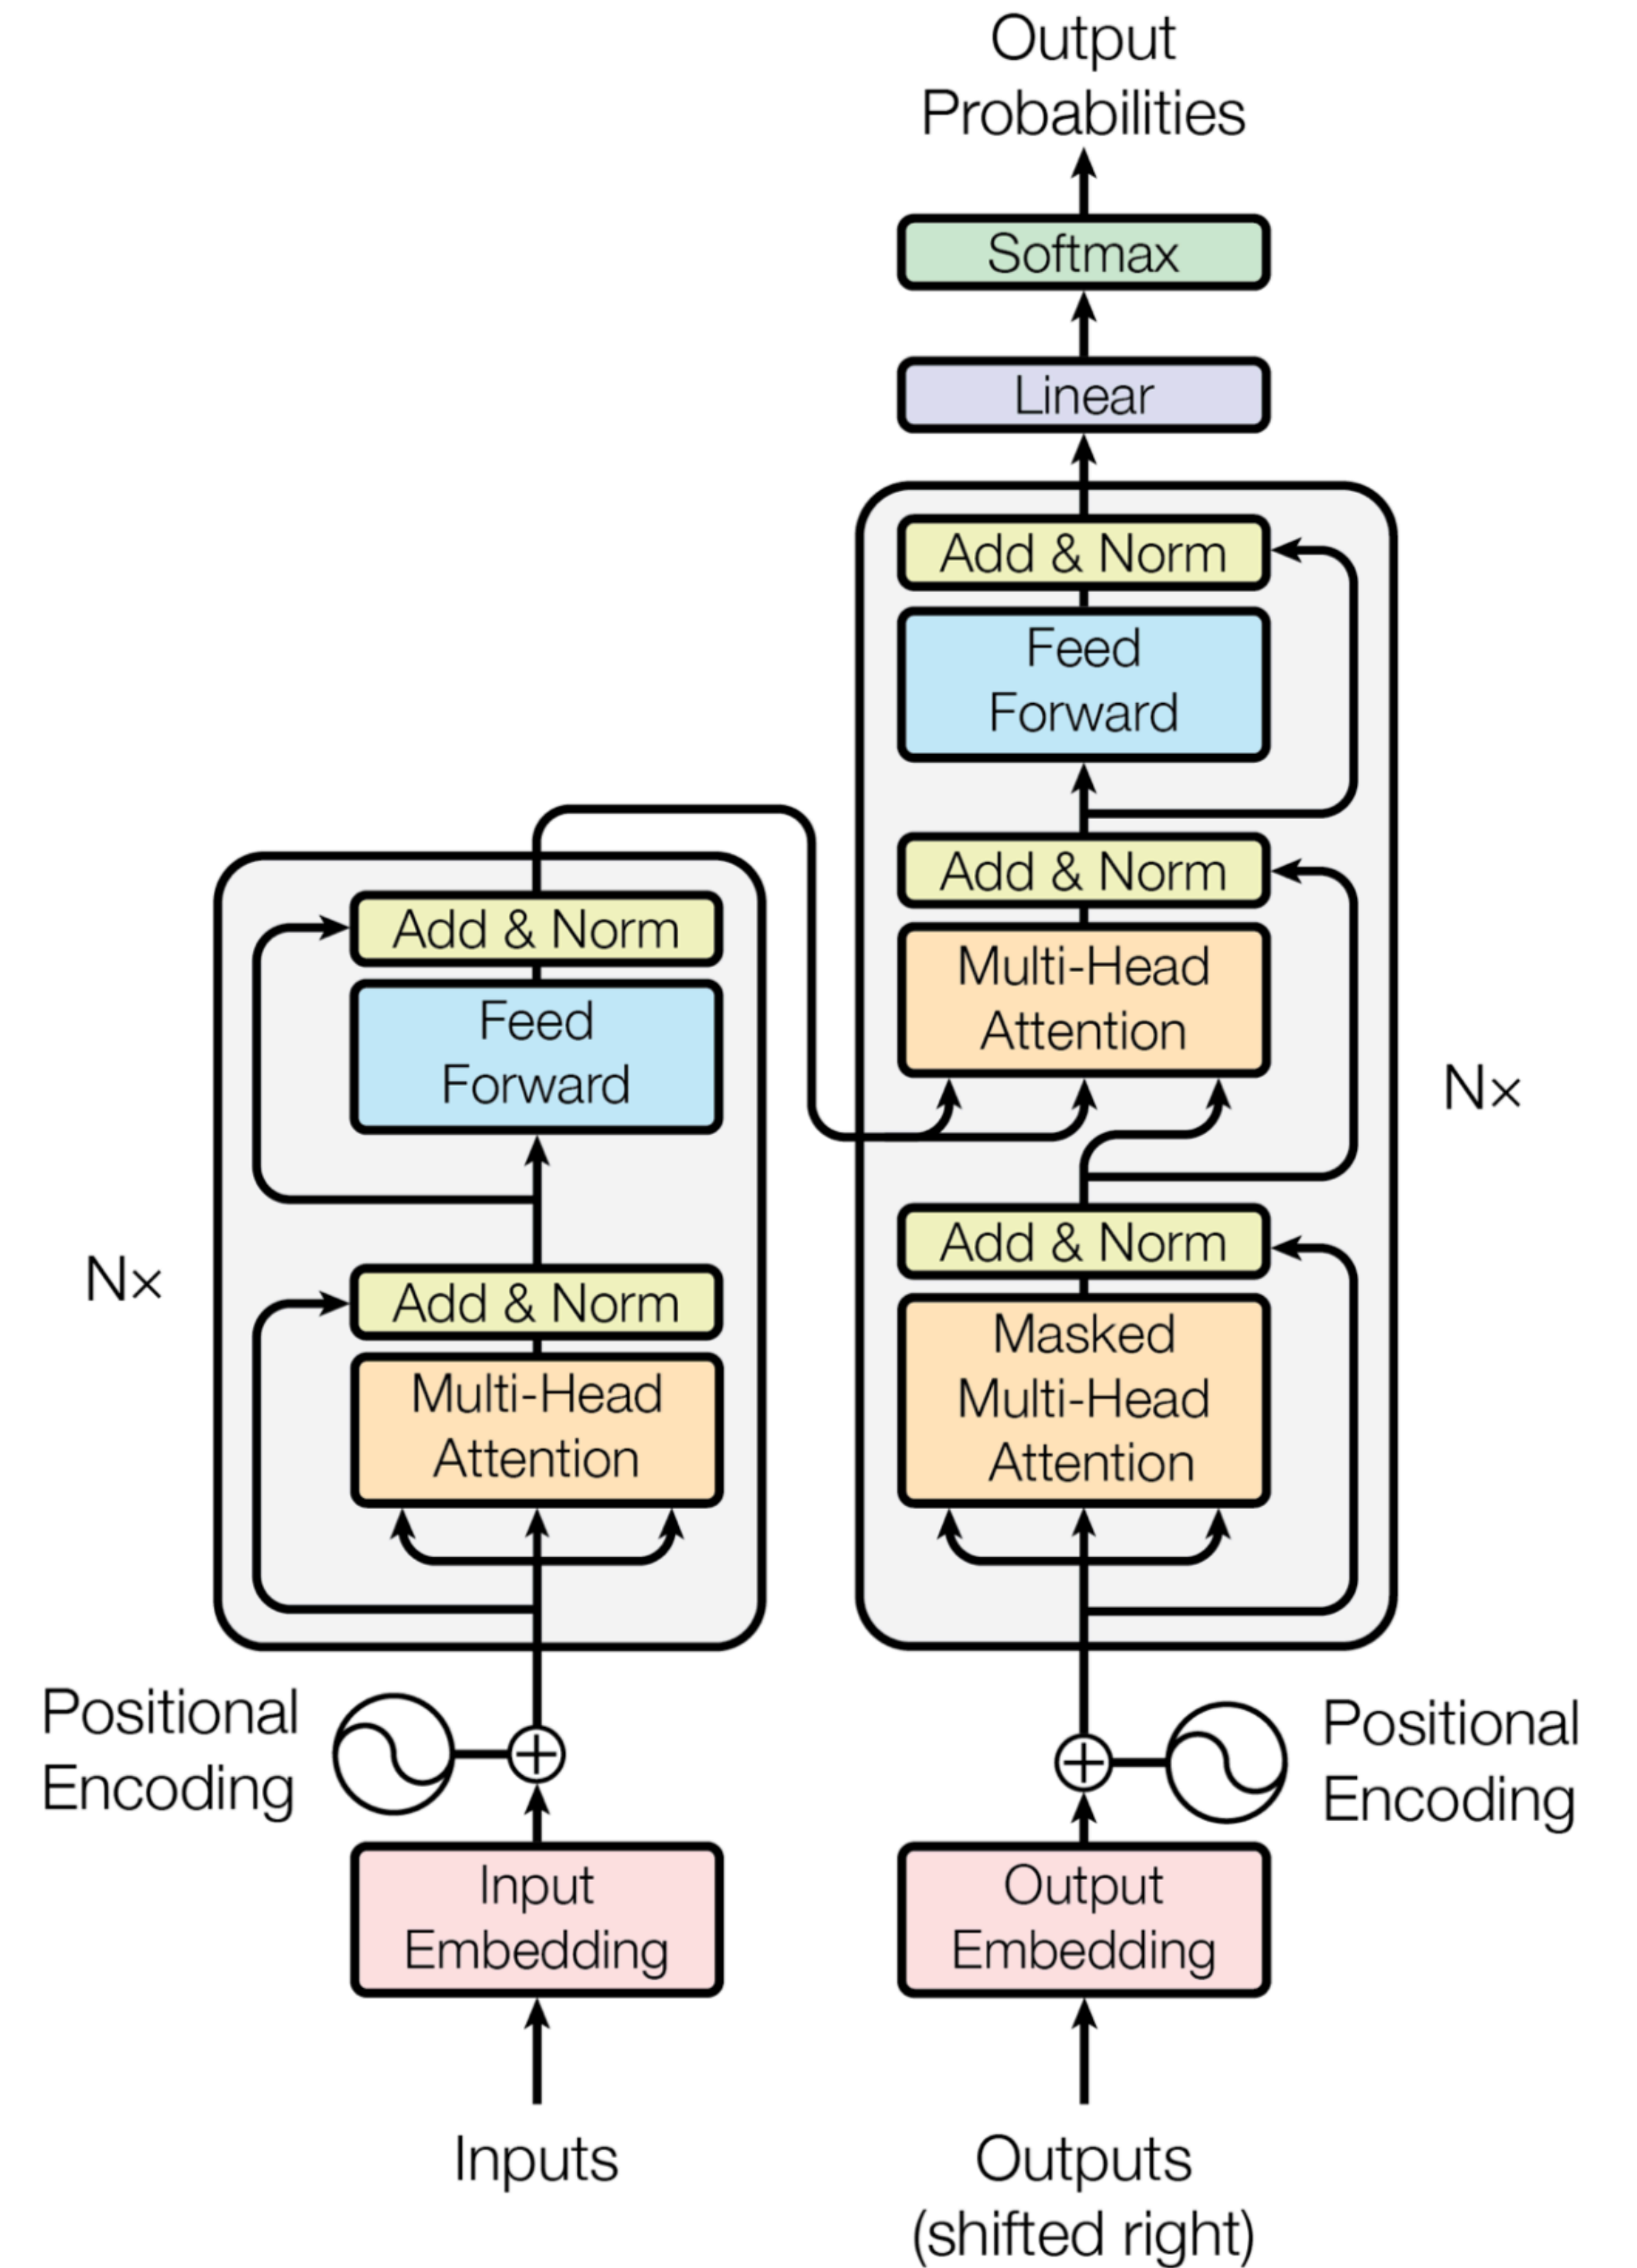 Output
Probabilities
Softmax
Linear
Add & Norm
Feed
Forward
Add & Norm
Multi-Head
Attention
Add & Norm
Masked
Multi-Head
Attention
Nx
Add & Norm
Feed
Forward
Add & Norm
Multi-Head
Attention
Nx
Positional
Encoding
Positional
Encoding
Input
Embedding
Output
Embedding
Inputs
Outputs
(shifted right)